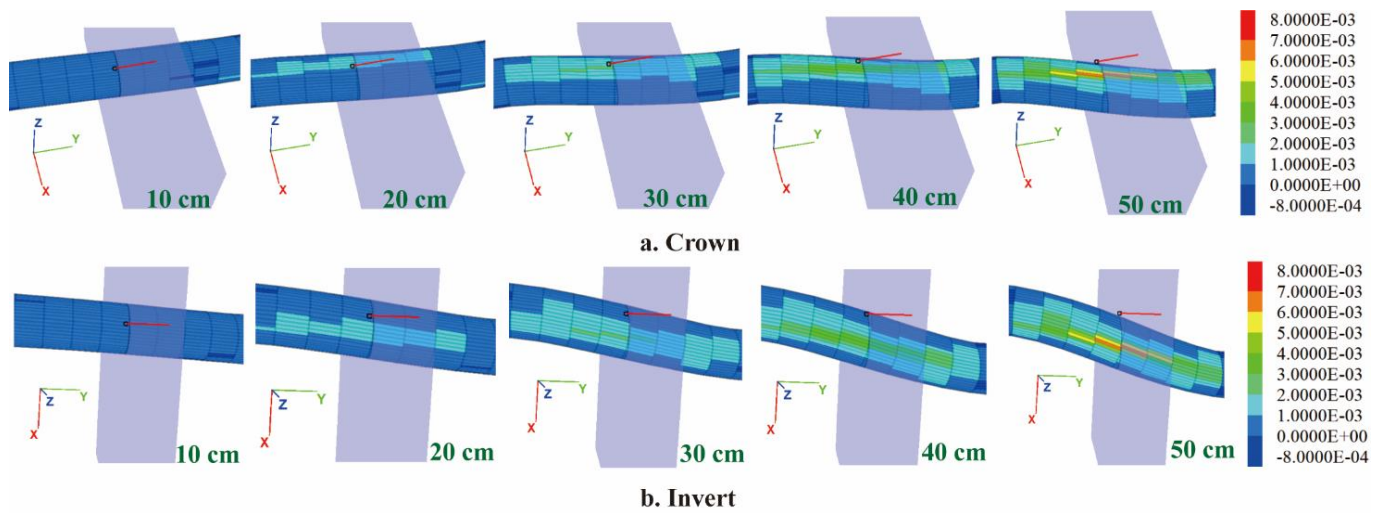 Z
Y
X
10 cm
Z
Y
X
20 cm
Z
Y
X
30 cm
Z
Y
X
40 cm
Z
Y
X
50 cm
8.0000E-03
7.0000E-03
6.0000E-03
5.0000E-03
4.0000E-03
3.0000E-03
2.0000E-03
1.0000E-03
0.0000E+00
-8.0000E-04
a. Crown
Z
Y
X
10 cm
Z
Y
X
20 cm
Z
Y
X
30 cm
Z
Y
X
40 cm
Z
Y
X
50 cm
8.0000E-03
7.0000E-03
6.0000E-03
5.0000E-03
4.0000E-03
3.0000E-03
2.0000E-03
1.0000E-03
0.0000E+00
-8.0000E-04
b. Invert